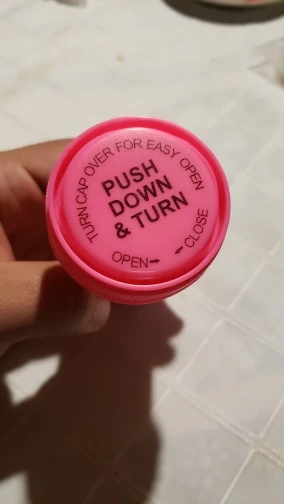 TURN CAP OVER FOR EASY OPEN
PUSH
DOWN
& TURN
OPEN→
←CLOSE